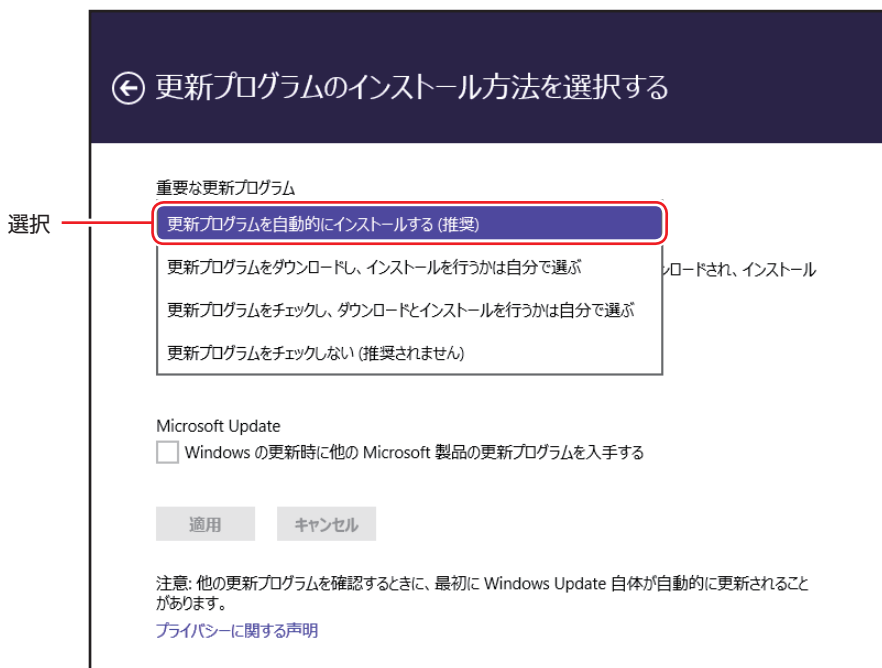 更新プログラムのインストール方法を選択する
重要な更新プログラム
選択
更新プログラムを自動的にインストールする (推奨)
更新プログラムをダウンロードし、インストールを行うかは自分で選ぶ
ンロードされ、インストール
更新プログラムをチェックし、ダウンロードとインストールを行うかは自分で選ぶ
更新プログラムをチェックしない (推奨されません)
Microsoft Update
Windows の更新時に他の Microsoft 製品の更新プログラムを入手する
適用
キャンセル
注意: 他の更新プログラムを確認するときに、最初に Windows Update 自体が自動的に更新されること
があります。
プライバシーに関する声明